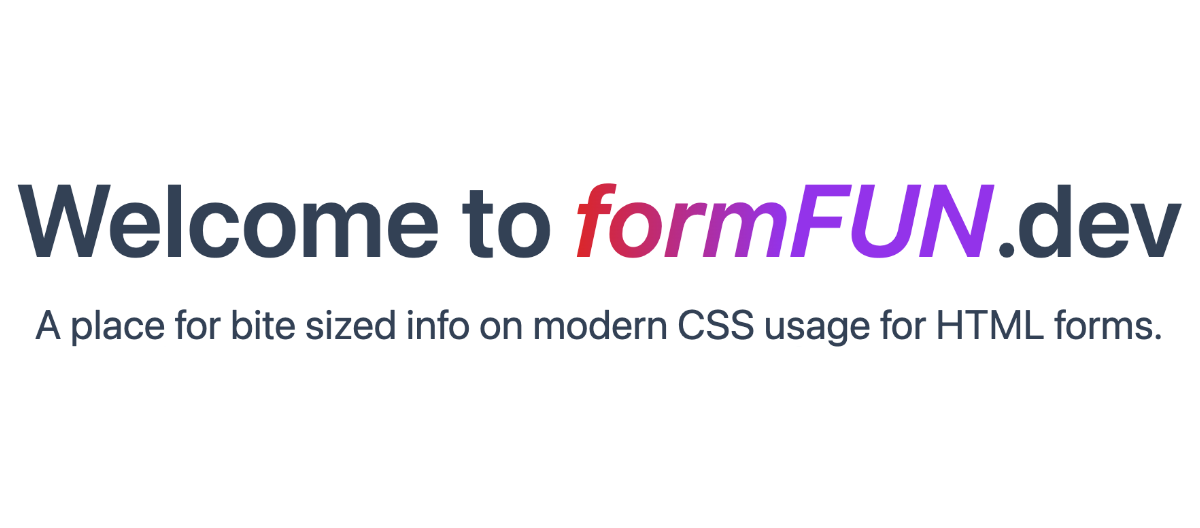 Welcome to formFUN.dev
A place for bite sized info on modern CSS usage for HTML forms.